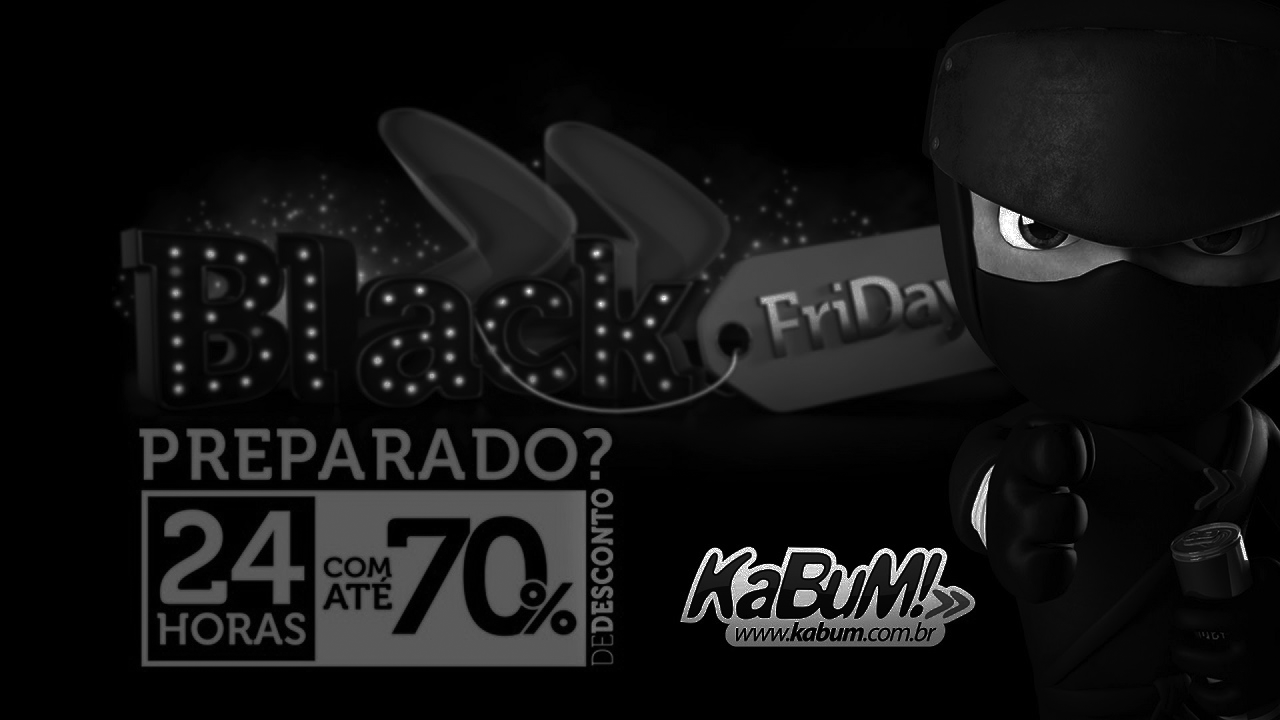 Black
FriDay
PREPARADO?
24
HORAS
COM
ATÉ
70%
DE DESCONTO
KaBuM!
www.kabum.com.br